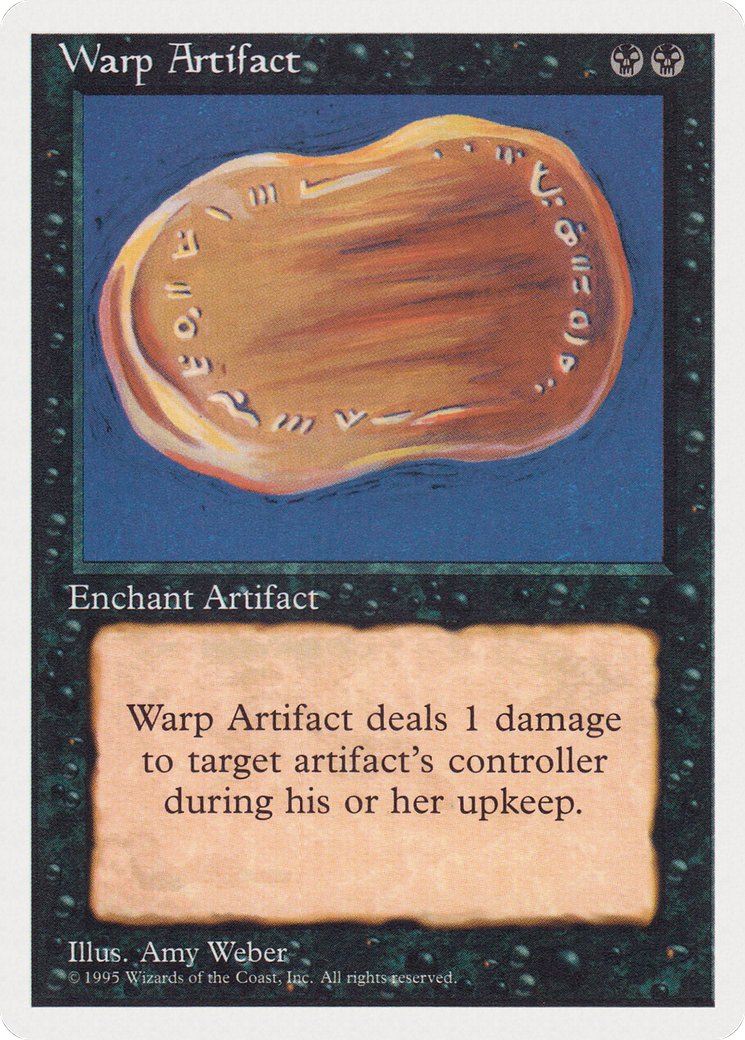 Warp Artifact
Enchant Artifact
Warp Artifact deals 1 damage
to target artifact's controller
during his or her upkeep.
Illus. Amy Weber
© 1995 Wizards of the Coast, Inc. All rights reserved.